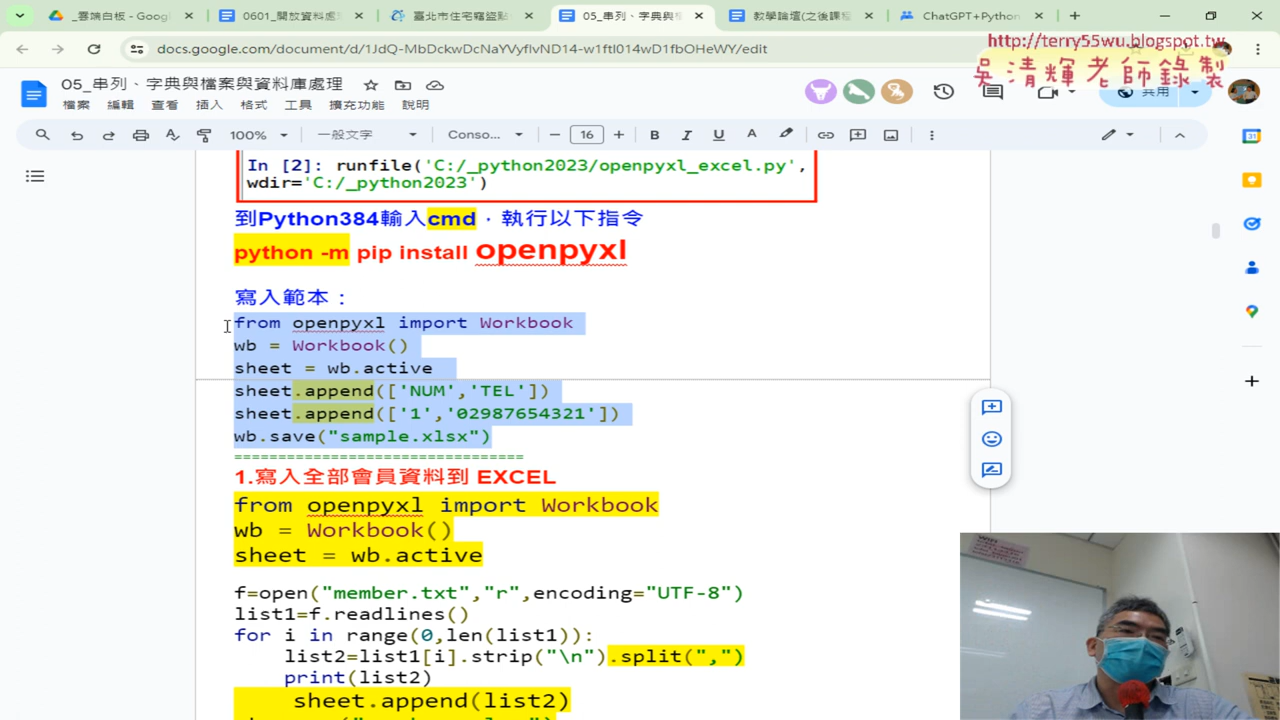 _雲端白板 - Goog
0601_開放資料處
臺北市住宅竊盜點
05_串列、字典與
教學論壇(之後課程
ChatGPT+Python
docs.google.com/document/d/1JdQ-MbDckwDcNaYVyfIvND14-w1ftI014wD1fbOHeWY/edit
http://terry55wu.blogspot.tw
吳清輝老師錄製
05_串列、字典與檔案與資料庫處理
檔案 編輯 查看 插入 格式 工具 擴充功能 說明
共用
100% 一般文字 Conso... 16 B I U A
In [2]: runfile('C:/_python2023/openpyxl_excel.py',
wdir='C:/_python2023')
到Python384輸入cmd，執行以下指令
python -m pip install openpyxl
寫入範本：
from openpyxl import Workbook
wb = Workbook()
sheet = wb.active
sheet.append(['NUM','TEL'])
sheet.append(['1','02987654321'])
wb.save("sample.xlsx")
================================
1.寫入全部會員資料到 EXCEL
from openpyxl import Workbook
wb = Workbook()
sheet = wb.active
f=open("member.txt","r",encoding="UTF-8")
list1=f.readlines()
for i in range(0,len(list1)):
list2=list1[i].strip("\n").split(",")
print(list2)
sheet.append(list2)